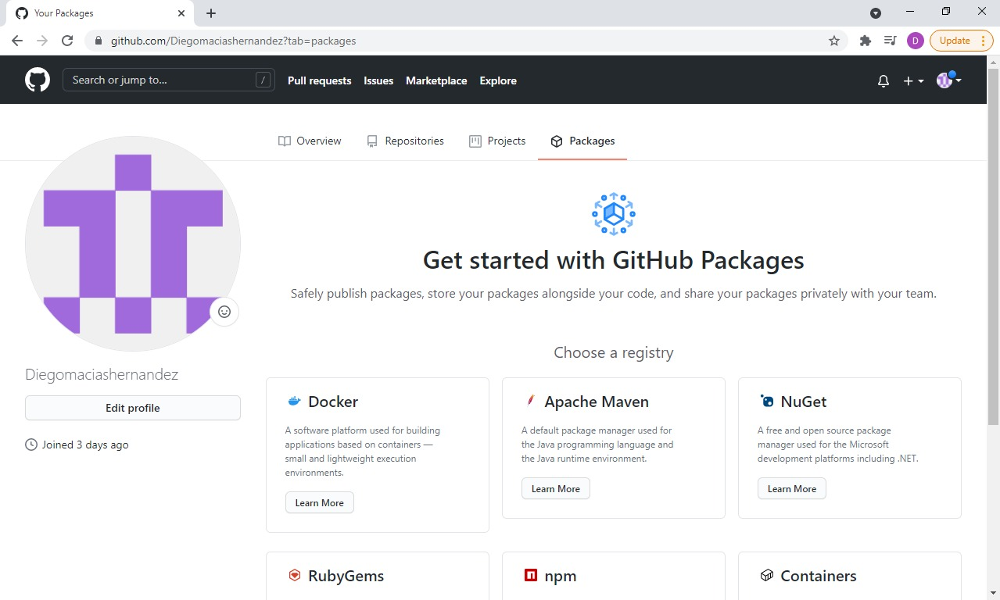 Your Packages
github.com/Diegomaciashernandez?tab=packages
D
Update
Search or jump to...
/
Pull requests
Issues
Marketplace
Explore
Overview
Repositories
Projects
Packages
Get started with GitHub Packages
Safely publish packages, store your packages alongside your code, and share your packages privately with your team.
Diegomaciashernandez
Edit profile
Joined 3 days ago
Choose a registry
Docker
A software platform used for building
applications based on containers —
small and lightweight execution
environments.
Learn More
Apache Maven
A default package manager used for
the Java programming language and
the Java runtime environment.
Learn More
NuGet
A free and open source package
manager used for the Microsoft
development platforms including .NET.
Learn More
RubyGems
npm
Containers